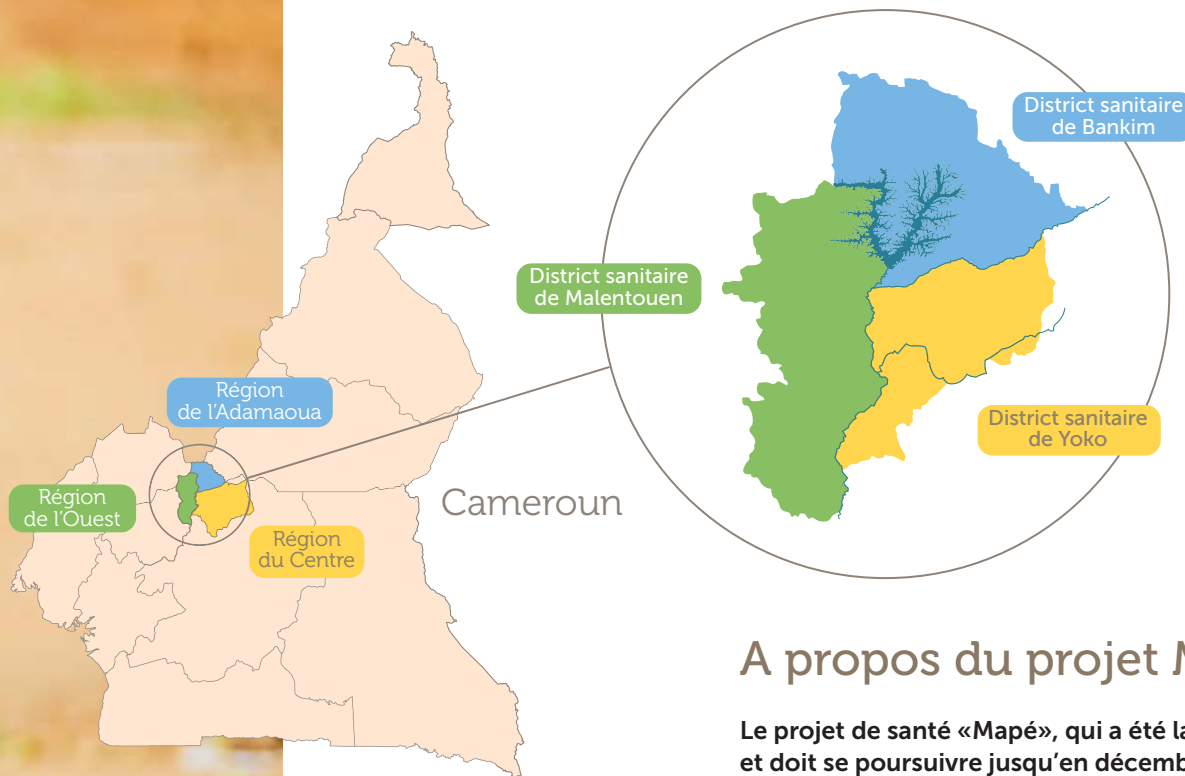 District sanitaire
de Bankim
District sanitaire
de Malentouen
Région
de l'Adamaoua
District sanitaire
de Yoko
Région
de l'Ouest
Cameroun
Région
du Centre
A propos du projet
Le projet de santé «Mapé», qui a été
et doit se poursuivre jusqu'en